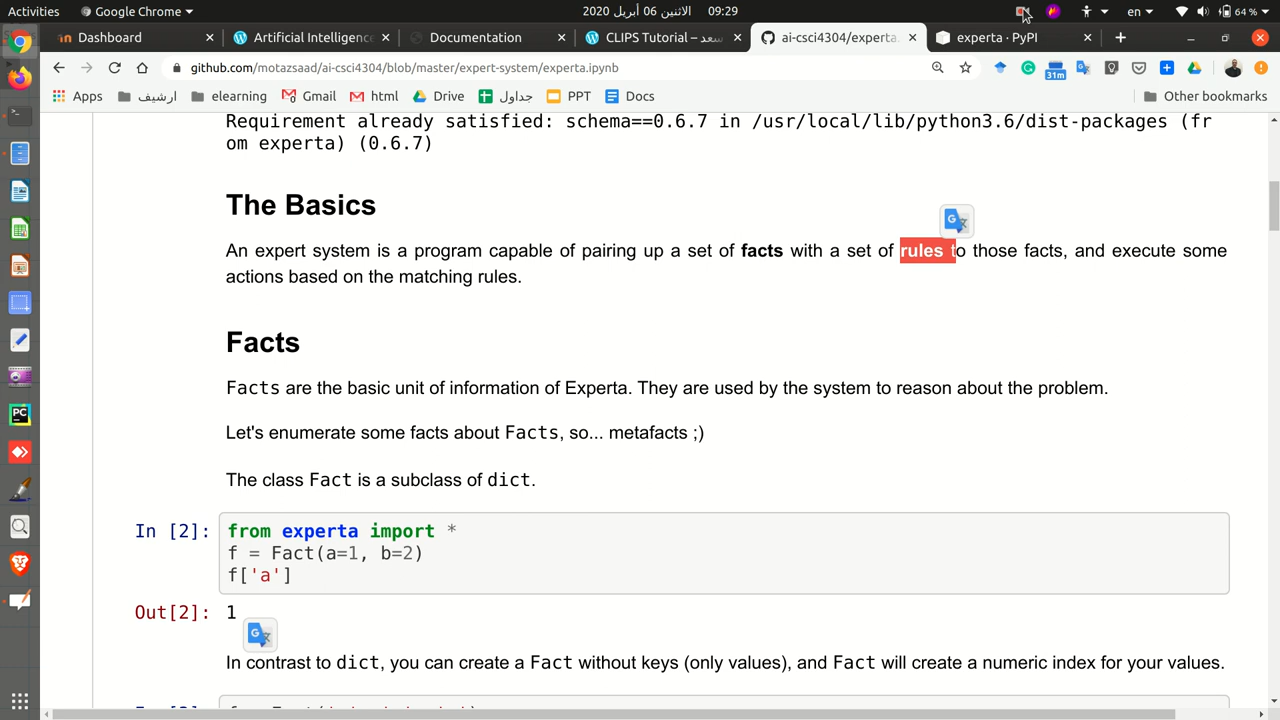 Activities Google Chrome الاثنين 06 أبريل 2020 09:29 en 64 %
Dashboard Artificial Intelligence Documentation CLIPS Tutorial – سعد ai-csci4304/experta. experta · PyPI
github.com/motazsaad/ai-csci4304/blob/master/expert-system/experta.ipynb 31m
Apps ارشيف elearning Gmail html Drive جداول PPT Docs Other bookmarks
Requirement already satisfied: schema==0.6.7 in /usr/local/lib/python3.6/dist-packages (fr
om experta) (0.6.7)
The Basics
An expert system is a program capable of pairing up a set of facts with a set of rules to those facts, and execute some
actions based on the matching rules.
Facts
Facts are the basic unit of information of Experta. They are used by the system to reason about the problem.
Let's enumerate some facts about Facts, so... metafacts ;)
The class Fact is a subclass of dict.
In [2]: from experta import *
f = Fact(a=1, b=2)
f['a']
Out[2]: 1
In contrast to dict, you can create a Fact without keys (only values), and Fact will create a numeric index for your values.